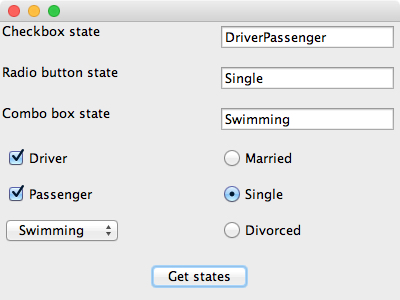 Checkbox state DriverPassenger
Radio button state Single
Combo box state Swimming
Driver Married
Passenger Single
Swimming Divorced
Get states